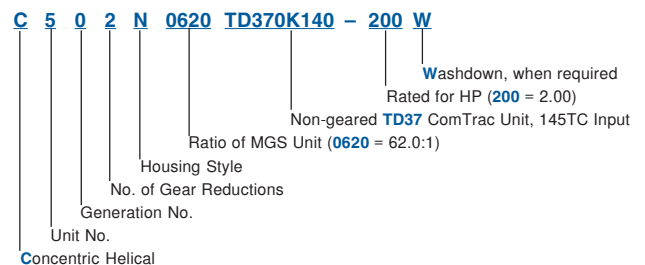 C 5 0 2 N 0620 TD370K140 – 200 W
Washdown, when required
Rated for HP (200 = 2.00)
Non-geared TD37 ComTrac Unit, 145TC Input
Ratio of MGS Unit (0620 = 62.0:1)
Housing Style
No. of Gear Reductions
Generation No.
Unit No.
Concentric Helical